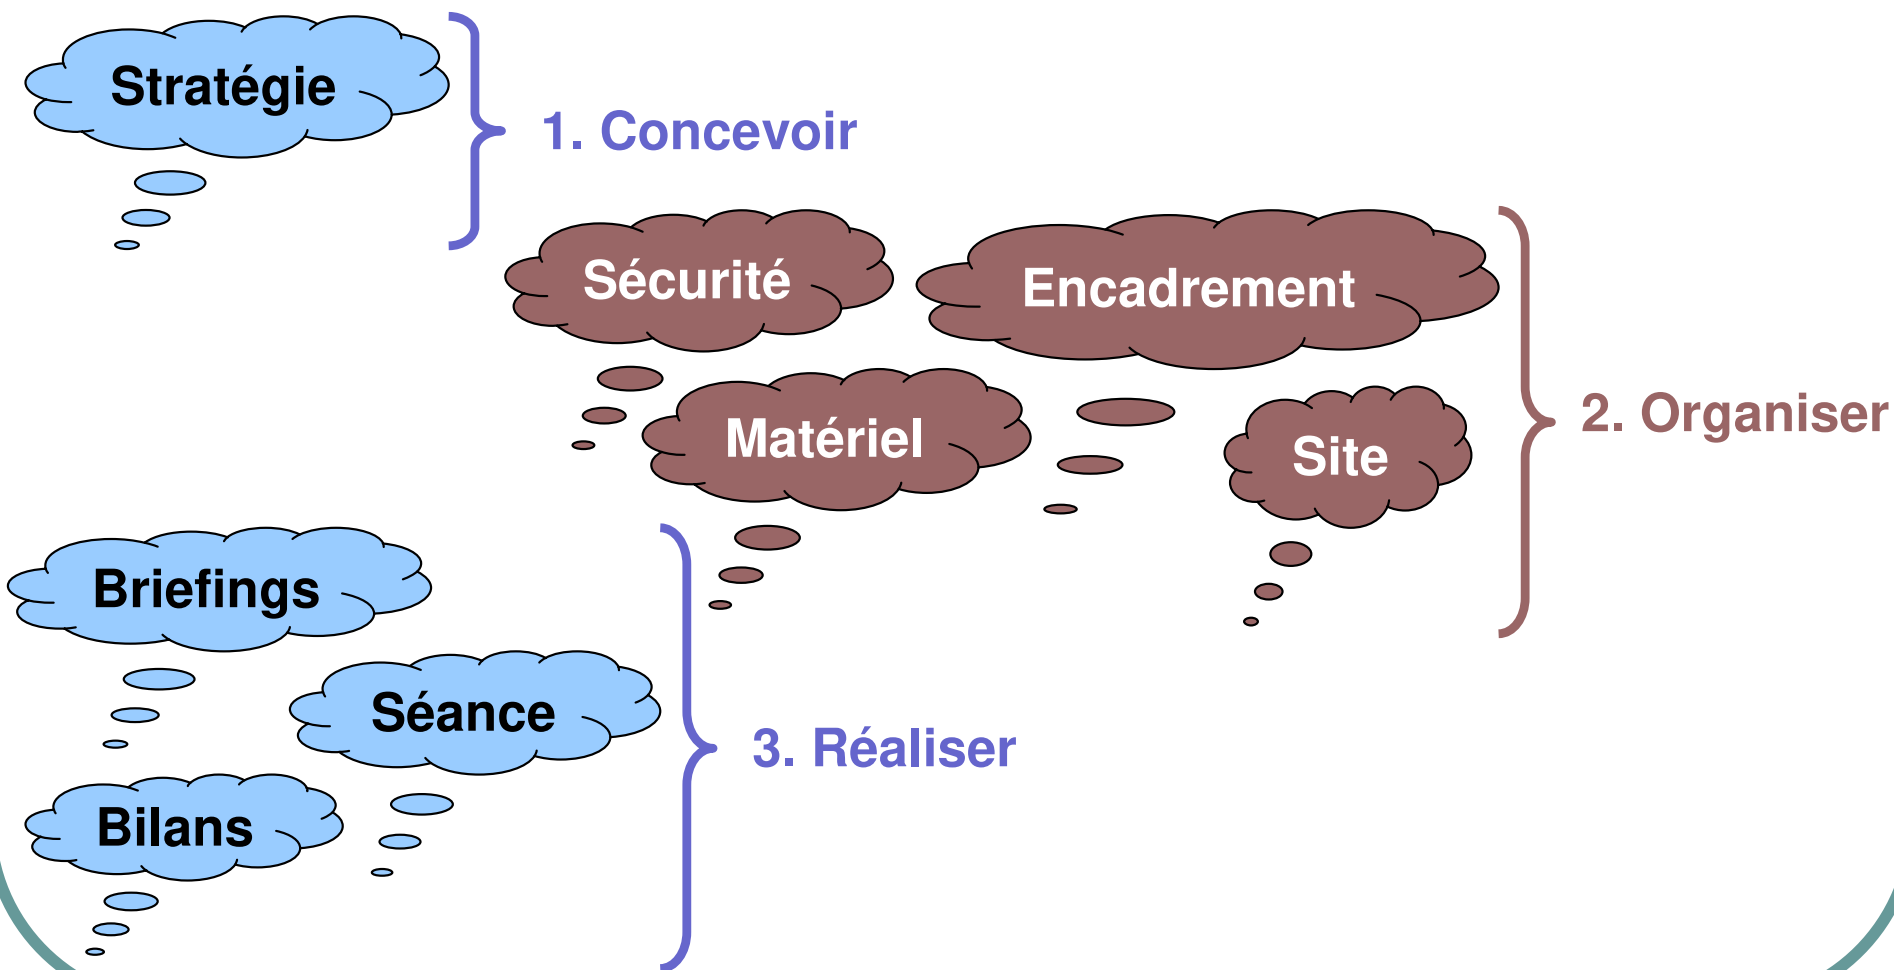 Stratégie
1. Concevoir
Sécurité
Encadrement
Matériel
Site
2. Organiser
Briefings
Séance
Bilans
3. Réaliser